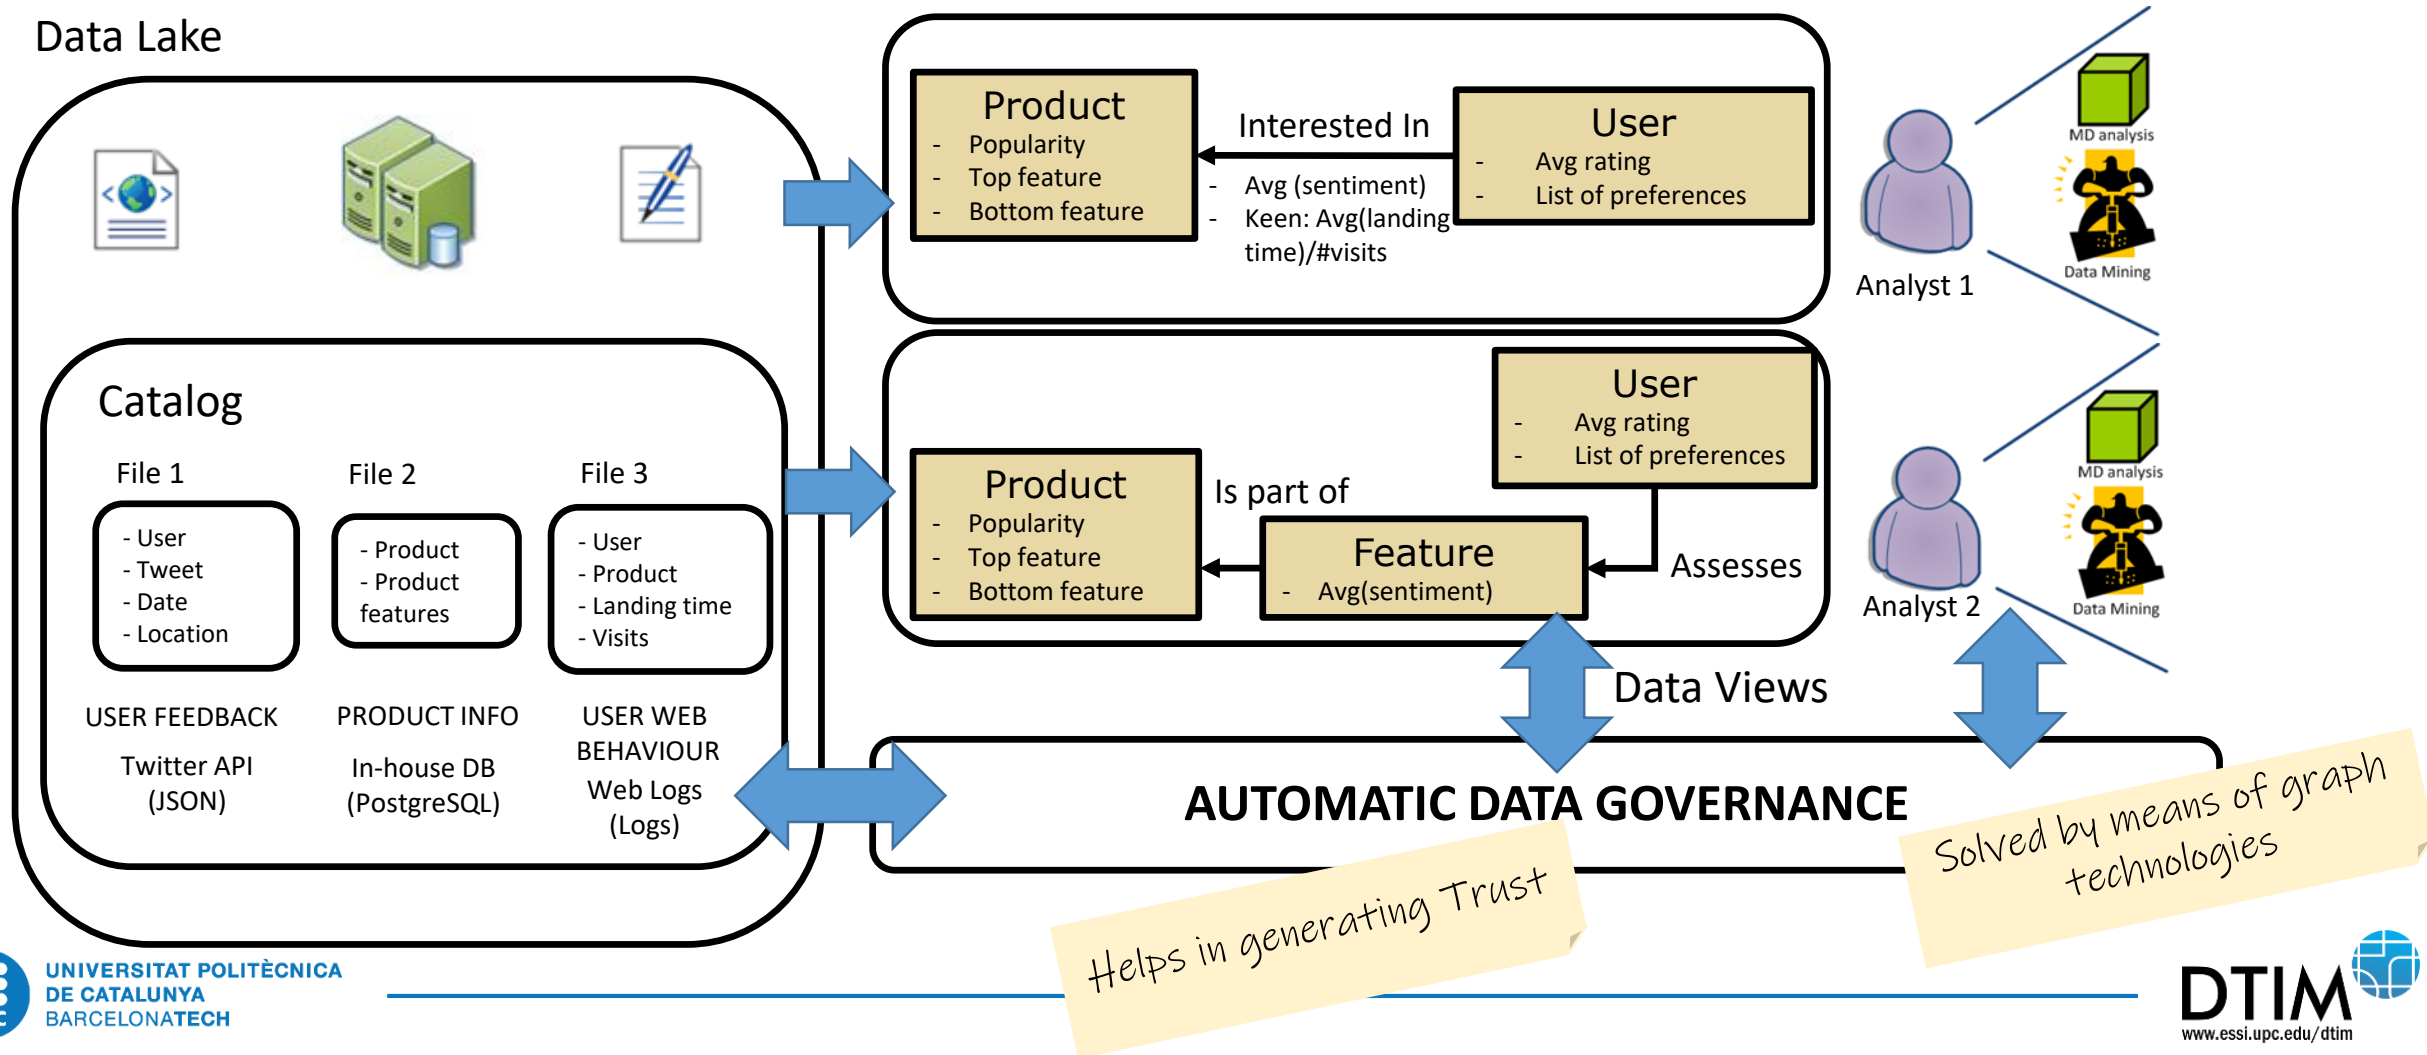 Data Lake
Catalog
File 1
- User
- Tweet
- Date
- Location
USER FEEDBACK
Twitter API
(JSON)
File 2
- Product
- Product
features
PRODUCT INFO
In-house DB
(PostgreSQL)
File 3
- User
- Product
- Landing time
- Visits
USER WEB
BEHAVIOUR
Web Logs
(Logs)
Product
- Popularity
- Top feature
- Bottom feature
Interested In
- Avg (sentiment)
- Keen: Avg(landing
time)/#visits
User
- Avg rating
- List of preferences
Analyst 1
MD analysis
Data Mining
Product
- Popularity
- Top feature
- Bottom feature
Is part of
Feature
- Avg(sentiment)
User
- Avg rating
- List of preferences
Assesses
Analyst 2
MD analysis
Data Mining
Data Views
AUTOMATIC DATA GOVERNANCE
Helps in generating Trust
Solved by means of graph
technologies
UNIVERSITAT POLITÈCNICA
DE CATALUNYA
BARCELONATECH
DTIM
www.essi.upc.edu/dtim